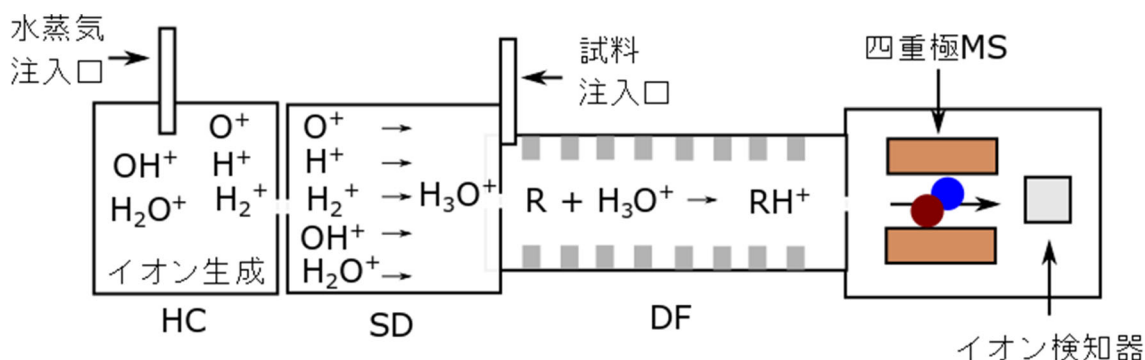 水蒸気
注入口
試料
注入口
四重極MS
O⁺
OH⁺
H⁺
H₂O⁺
H₂⁺
イオン生成
HC
O⁺ →
H⁺ →
H₂⁺ → H₃O⁺
OH⁺ →
H₂O⁺ →
SD
R + H₃O⁺ → RH⁺
DF
イオン検知器